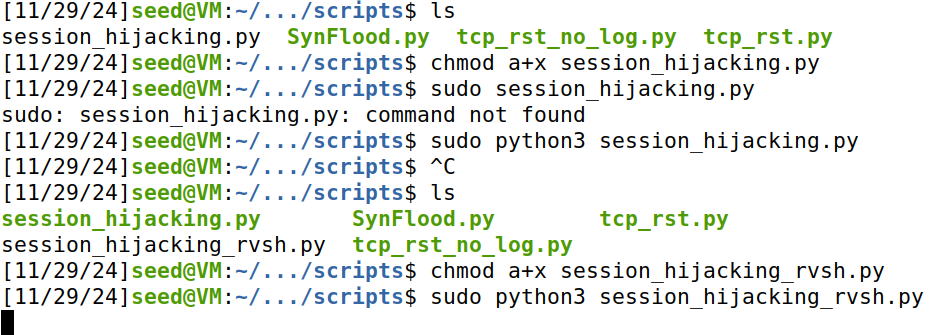 [11/29/24]seed@VM:~/.../scripts$ ls
session_hijacking.py  SynFlood.py  tcp_rst_no_log.py  tcp_rst.py
[11/29/24]seed@VM:~/.../scripts$ chmod a+x session_hijacking.py
[11/29/24]seed@VM:~/.../scripts$ sudo session_hijacking.py
sudo: session_hijacking.py: command not found
[11/29/24]seed@VM:~/.../scripts$ sudo python3 session_hijacking.py
[11/29/24]seed@VM:~/.../scripts$ ^C
[11/29/24]seed@VM:~/.../scripts$ ls
session_hijacking.py       SynFlood.py        tcp_rst.py
session_hijacking_rvsh.py  tcp_rst_no_log.py
[11/29/24]seed@VM:~/.../scripts$ chmod a+x session_hijacking_rvsh.py
[11/29/24]seed@VM:~/.../scripts$ sudo python3 session_hijacking_rvsh.py